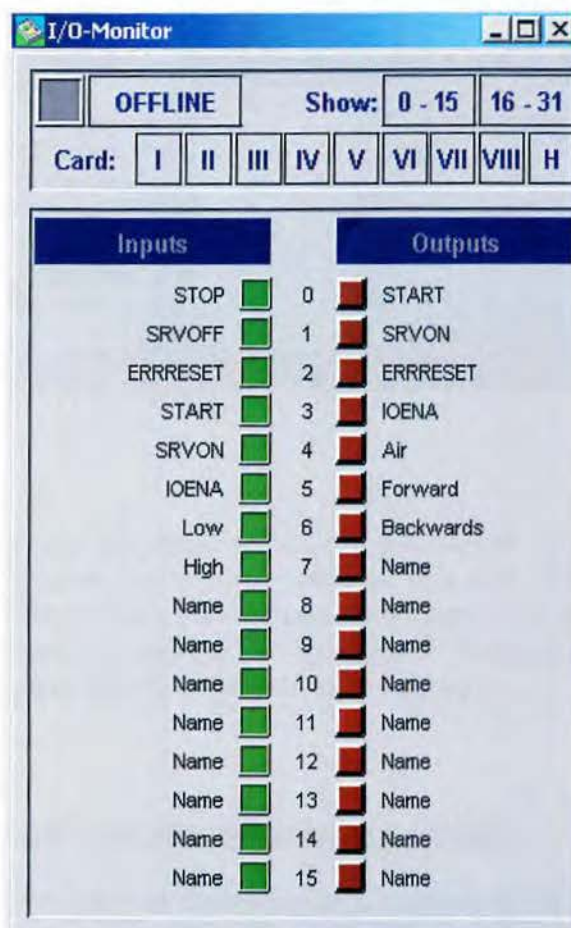 I/O-Monitor
OFFLINE Show: 0 - 15 16 - 31
Card: I II III IV V VI VII VIII H
Inputs Outputs
STOP 0 START
SRVOFF 1 SRVON
ERRRESET 2 ERRRESET
START 3 IOENA
SRVON 4 Air
IOENA 5 Forward
Low 6 Backwards
High 7 Name
Name 8 Name
Name 9 Name
Name 10 Name
Name 11 Name
Name 12 Name
Name 13 Name
Name 14 Name
Name 15 Name